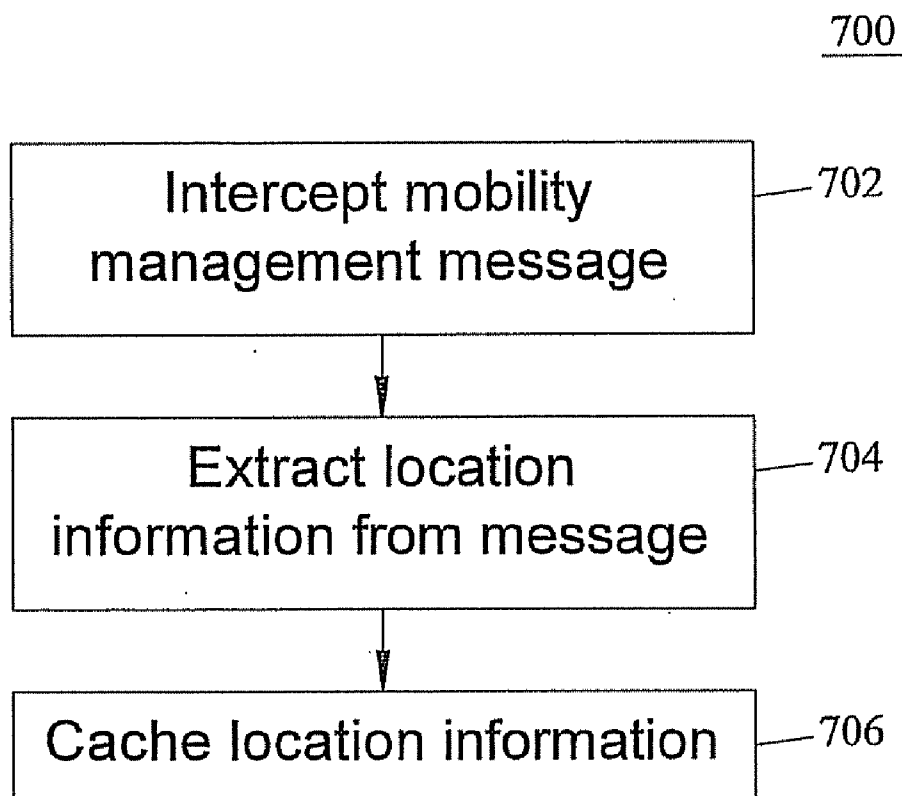 700
Intercept mobility
management message
702
Extract location
information from message
704
Cache location information
706